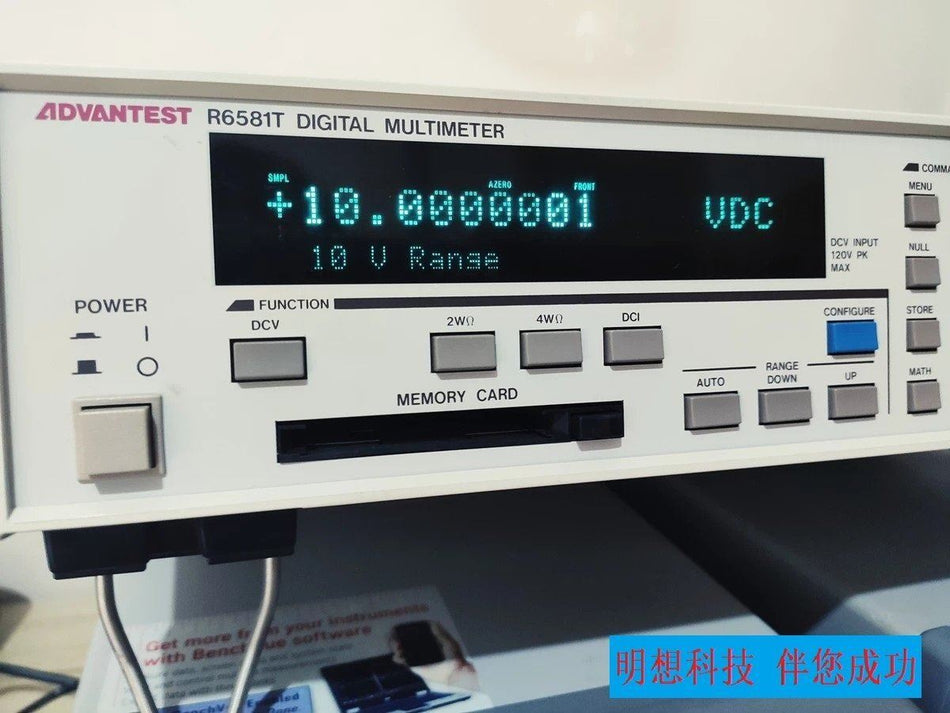 ADVANTEST R6581T DIGITAL MULTIMETER
SMPL AZERO FRONT
+10.0000001 VDC
10 V Range
COMMA
MENU
DCV INPUT
120V PK
MAX
NULL
STORE
MATH
POWER
FUNCTION
DCV
2WΩ
4WΩ
DCI
CONFIGURE
RANGE
AUTO
DOWN
UP
MEMORY CARD
Get more from your instruments
with BenchVue software
明想科技 伴您成功